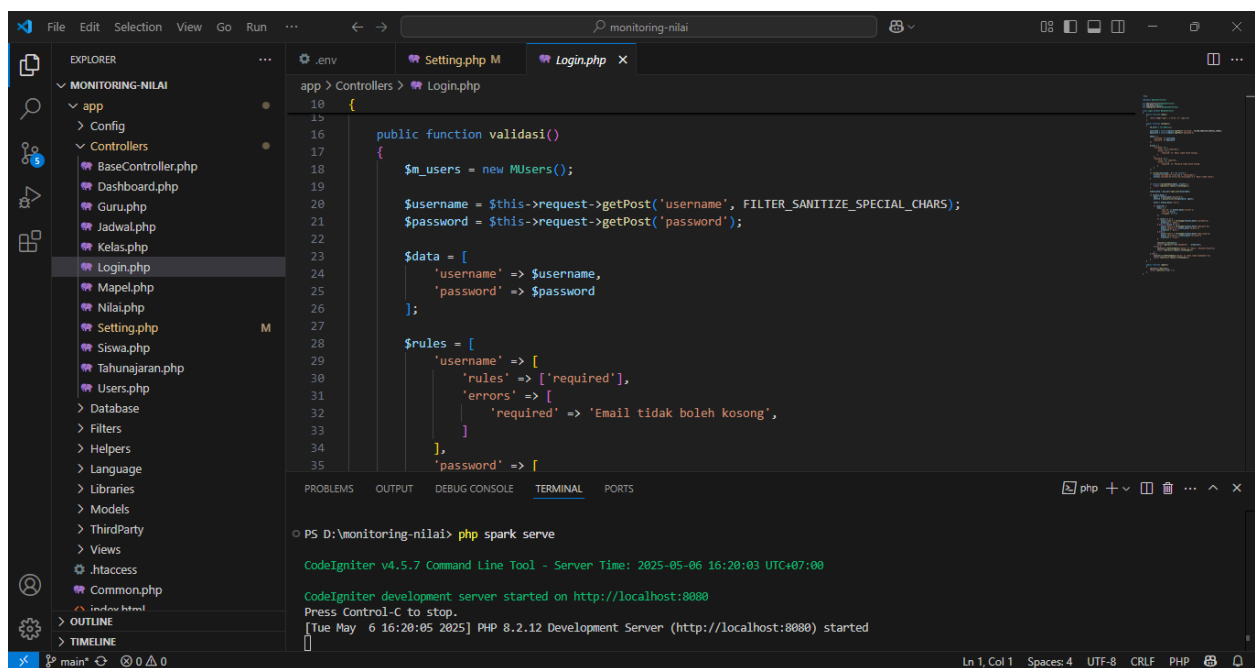 File Edit Selection View Go Run ··· ← → monitoring-nilai
EXPLORER ···
MONITORING-NILAI
app
Config
Controllers
BaseController.php
Dashboard.php
Guru.php
Jadwal.php
Kelas.php
Login.php
Mapel.php
Nilai.php
Setting.php M
Siswa.php
Tahunajaran.php
Users.php
Database
Filters
Helpers
Language
Libraries
Models
ThirdParty
Views
.htaccess
Common.php
index.html
OUTLINE
TIMELINE
5
.env Setting.php M Login.php ×
app > Controllers > Login.php
10 {
15
16 public function validasi()
17 {
18 $m_users = new MUsers();
19
20 $username = $this->request->getPost('username', FILTER_SANITIZE_SPECIAL_CHARS);
21 $password = $this->request->getPost('password');
22
23 $data = [
24 'username' => $username,
25 'password' => $password
26 ];
27
28 $rules = [
29 'username' => [
30 'rules' => ['required'],
31 'errors' => [
32 'required' => 'Email tidak boleh kosong',
33 ]
34 ],
35 'password' => [
PROBLEMS OUTPUT DEBUG CONSOLE TERMINAL PORTS php
PS D:\monitoring-nilai> php spark serve
CodeIgniter v4.5.7 Command Line Tool - Server Time: 2025-05-06 16:20:03 UTC+07:00
CodeIgniter development server started on http://localhost:8080
Press Control-C to stop.
[Tue May  6 16:20:05 2025] PHP 8.2.12 Development Server (http://localhost:8080) started
main* 0 0 Ln 1, Col 1 Spaces: 4 UTF-8 CRLF PHP